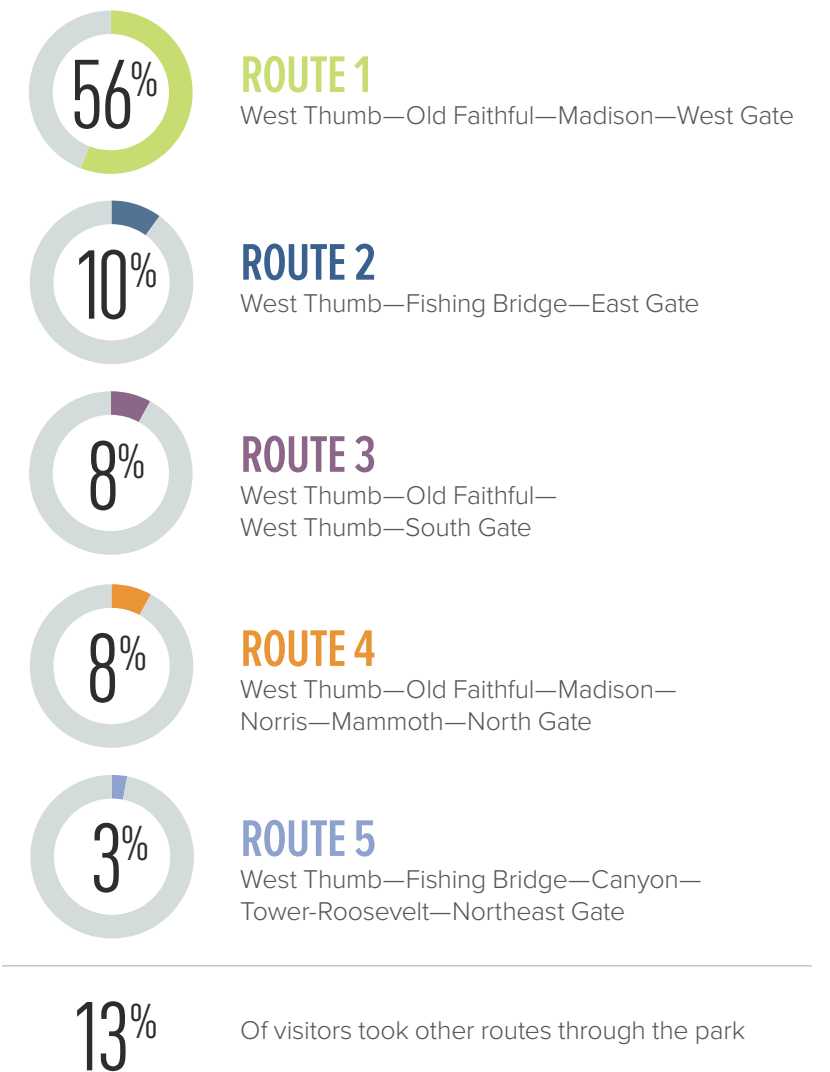 56%
ROUTE 1
West Thumb—Old Faithful—Madison—West Gate
10%
ROUTE 2
West Thumb—Fishing Bridge—East Gate
8%
ROUTE 3
West Thumb—Old Faithful—
West Thumb—South Gate
8%
ROUTE 4
West Thumb—Old Faithful—Madison—
Norris—Mammoth—North Gate
3%
ROUTE 5
West Thumb—Fishing Bridge—Canyon—
Tower-Roosevelt—Northeast Gate
13%
Of visitors took other routes through the park